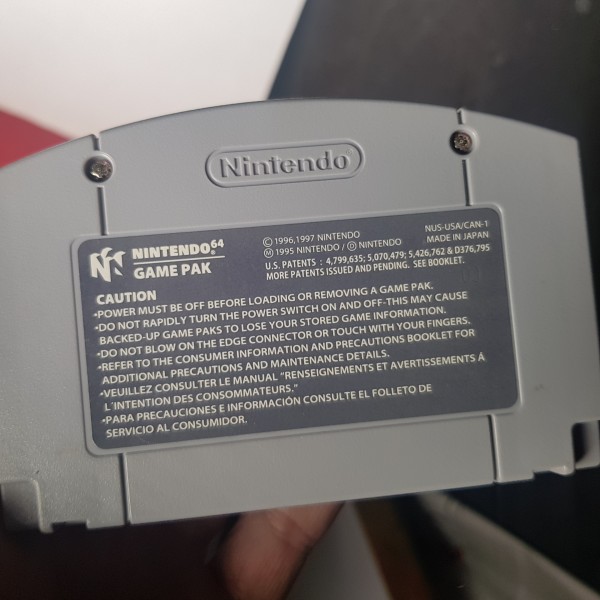 Nintendo
NINTENDO 64
GAME PAK
© 1996,1997 NINTENDO
Ⓜ 1995 NINTENDO / Ⓓ NINTENDO
NUS-USA/CAN-1
MADE IN JAPAN
U.S. PATENTS : 4,799,635; 5,070,479; 5,426,762 & D376,795
MORE PATENTS ISSUED AND PENDING. SEE BOOKLET.
CAUTION
•POWER MUST BE OFF BEFORE LOADING OR REMOVING A GAME PAK.
•DO NOT RAPIDLY TURN THE POWER SWITCH ON AND OFF-THIS MAY CAUSE
BACKED-UP GAME PAKS TO LOSE YOUR STORED GAME INFORMATION.
•DO NOT BLOW ON THE EDGE CONNECTOR OR TOUCH WITH YOUR FINGERS.
•REFER TO THE CONSUMER INFORMATION AND PRECAUTIONS BOOKLET FOR
ADDITIONAL PRECAUTIONS AND MAINTENANCE DETAILS.
•VEUILLEZ CONSULTER LE MANUAL "RENSEIGNEMENTS ET AVERTISSEMENTS À
L'INTENTION DES CONSOMMATEURS."
•PARA PRECAUCIONES E INFORMACIÓN CONSULTE EL FOLLETO DE
SERVICIO AL CONSUMIDOR.